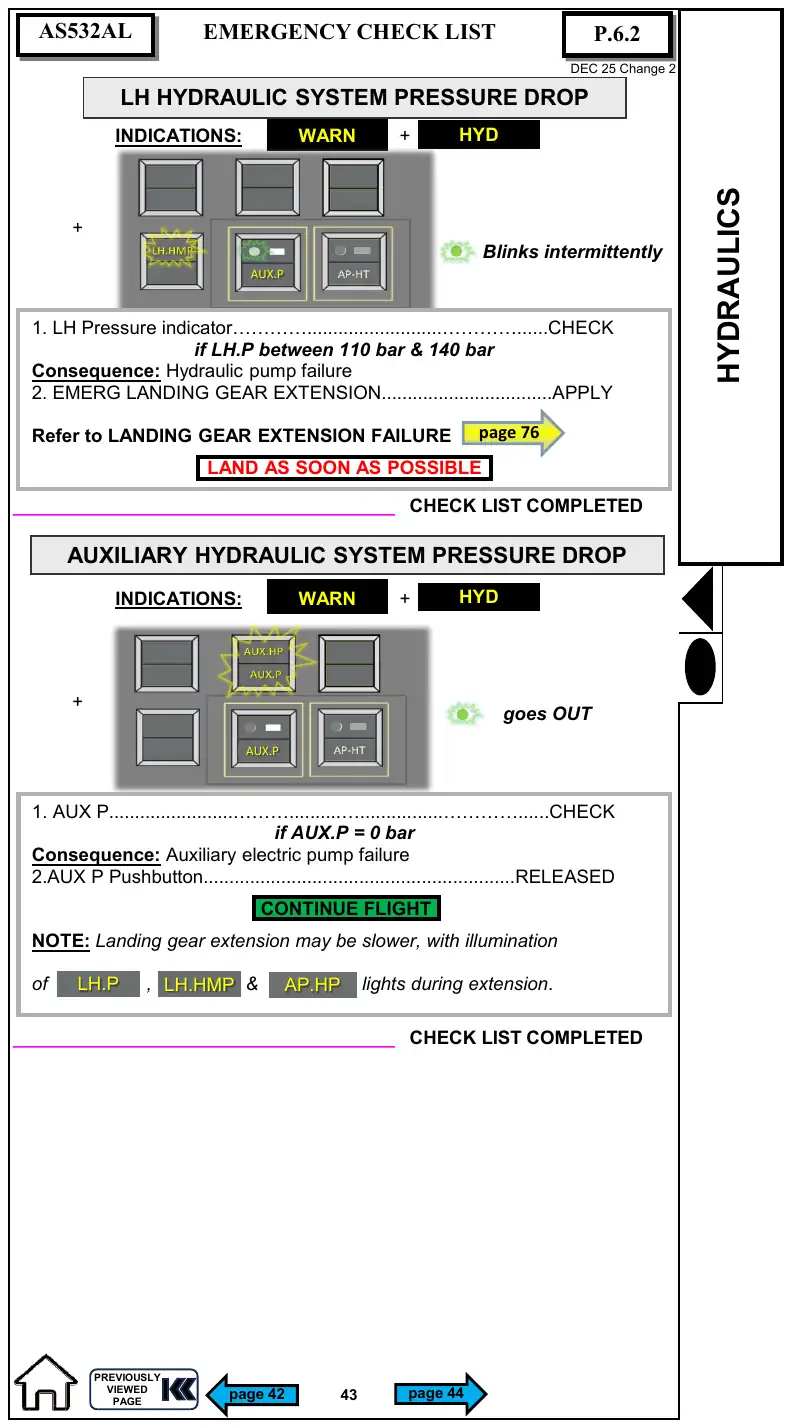 AS532AL EMERGENCY CHECK LIST P.6.2
DEC 25 Change 2
HYDRAULICS
LH HYDRAULIC SYSTEM PRESSURE DROP
INDICATIONS: WARN + HYD
+
LH.HMP
AUX.P
AP-HT
Blinks intermittently
1. LH Pressure indicator…………...........................…………......CHECK
if LH.P between 110 bar & 140 bar
Consequence: Hydraulic pump failure
2. EMERG LANDING GEAR EXTENSION.................................APPLY
Refer to LANDING GEAR EXTENSION FAILURE page 76
LAND AS SOON AS POSSIBLE
CHECK LIST COMPLETED
AUXILIARY HYDRAULIC SYSTEM PRESSURE DROP
INDICATIONS: WARN + HYD
AUX.HP
AUX.P
+
AUX.P
AP-HT
goes OUT
1. AUX P........................………..............................…………......CHECK
if AUX.P = 0 bar
Consequence: Auxiliary electric pump failure
2.AUX P Pushbutton............................................................RELEASED
CONTINUE FLIGHT
NOTE: Landing gear extension may be slower, with illumination
of LH.P , LH.HMP & AP.HP lights during extension.
CHECK LIST COMPLETED
PREVIOUSLY
VIEWED
PAGE
page 42 43 page 44